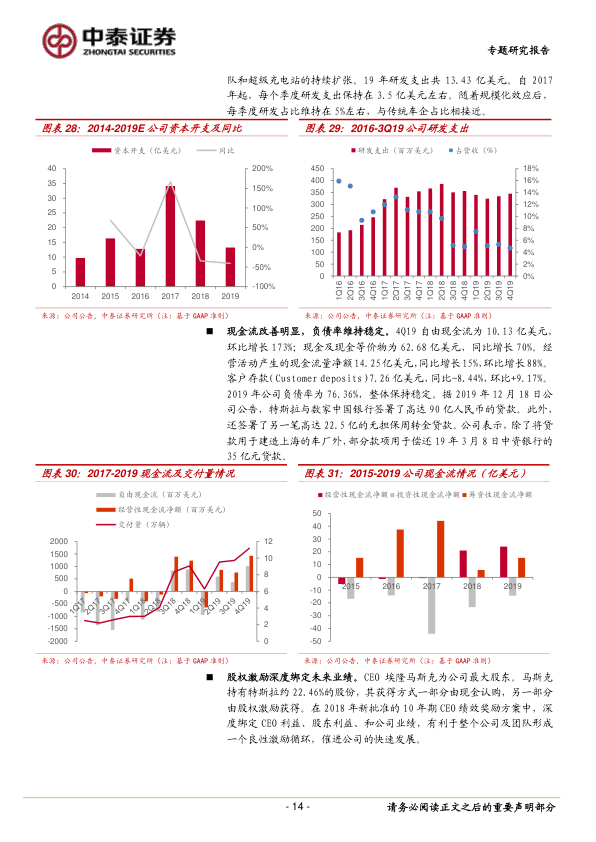 中泰证券
ZHONGTAI SECURITIES
专题研究报告
队和超级充电站的持续扩张。19 年研发支出共 13.43 亿美元。自 2017
年起，每个季度研发支出保持在 3.5 亿美元左右。随着规模化效应后，
每季度研发占比维持在 5%左右，与传统车企占比相接近。
图表 28：2014-2019E 公司资本开支及同比
资本开支（亿美元） 同比
40 35 30 25 20 15 10 5 0
200% 150% 100% 50% 0% -50% -100%
2014 2015 2016 2017 2018 2019
来源：公司公告，中泰证券研究所（注：基于 GAAP 准则）
图表 29：2016-3Q19 公司研发支出
研发支出（百万美元） 占营收（%）
450 400 350 300 250 200 150 100 50 0
18% 16% 14% 12% 10% 8% 6% 4% 2% 0%
1Q16 2Q16 3Q16 4Q16 1Q17 2Q17 3Q17 4Q17 1Q18 2Q18 3Q18 4Q18 1Q19 2Q19 3Q19 4Q19
来源：公司公告，中泰证券研究所（注：基于 GAAP 准则）
■ 现金流改善明显，负债率维持稳定。4Q19 自由现金流为 10.13 亿美元，
环比增长 173%；现金及现金等价物为 62.68 亿美元，同比增长 70%。经
营活动产生的现金流量净额 14.25亿美元,同比增长15%,环比增长88%。
客户存款(Customer deposits)7.26 亿美元,同比-8.44%,环比+9.17%。
2019 年公司负债率为 76.36%，整体保持稳定。据 2019 年 12 月 18 日公
司公告，特斯拉与数家中国银行签署了高达 90 亿人民币的贷款。此外，
还签署了另一笔高达 22.5 亿的无担保周转金贷款。公司表示，除了将贷
款用于建造上海的车厂外,部分款项用于偿还 19 年 3 月 8 日中资银行的
35 亿元贷款。
图表 30：2017-2019 现金流及交付量情况
自由现金流（百万美元）
经营性现金流净额（百万美元）
交付量（万辆）
2000 1500 1000 500 0 -500 -1000 -1500 -2000
12 10 8 6 4 2 0
1Q17 2Q17 3Q17 4Q17 1Q18 2Q18 3Q18 4Q18 1Q19 2Q19 3Q19 4Q19
来源：公司公告，中泰证券研究所（注：基于 GAAP 准则）
图表 31：2015-2019 公司现金流情况（亿美元）
经营性现金流净额 投资性现金流净额 筹资性现金流净额
50 40 30 20 10 0 -10 -20 -30 -40 -50
2015 2016 2017 2018 2019
来源：公司公告，中泰证券研究所（注：基于 GAAP 准则）
■ 股权激励深度绑定未来业绩。CEO 埃隆马斯克为公司最大股东。马斯克
持有特斯拉约 22.46%的股份，其获得方式一部分由现金认购，另一部分
由股权激励获得。在 2018 年新批准的 10 年期 CEO 绩效奖励方案中，深
度绑定 CEO 利益、股东利益、和公司业绩，有利于整个公司及团队形成
一个良性激励循环，催进公司的快速发展。
- 14 -
请务必阅读正文之后的重要声明部分